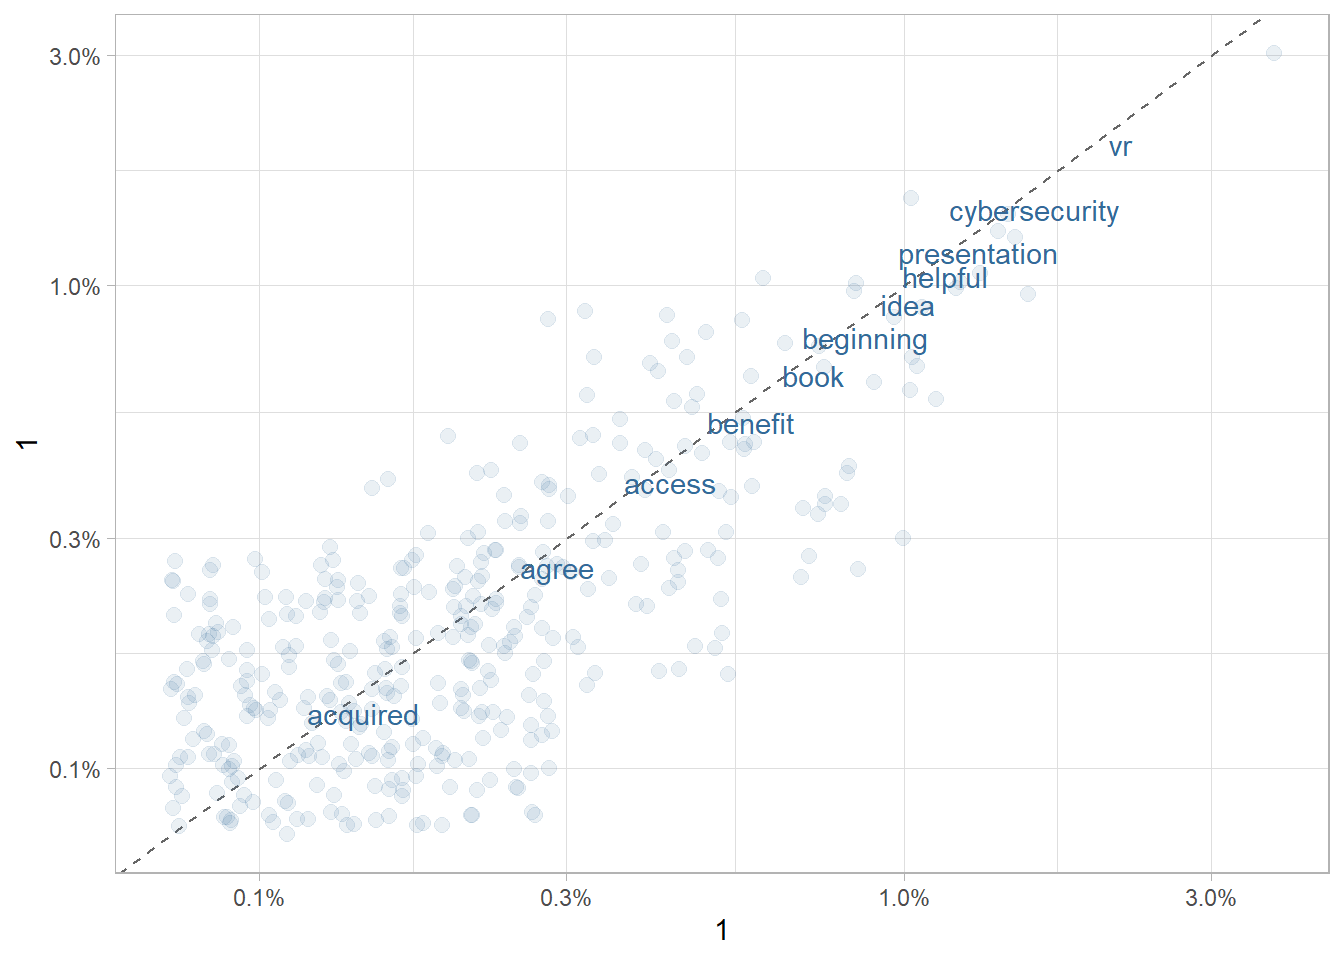 3.0%
vr
cybersecurity
presentation
1.0%
helpful
idea
beginning
book
benefit
1
access
0.3%
agree
acquired
0.1%
0.1%
0.3%
1.0%
3.0%
1